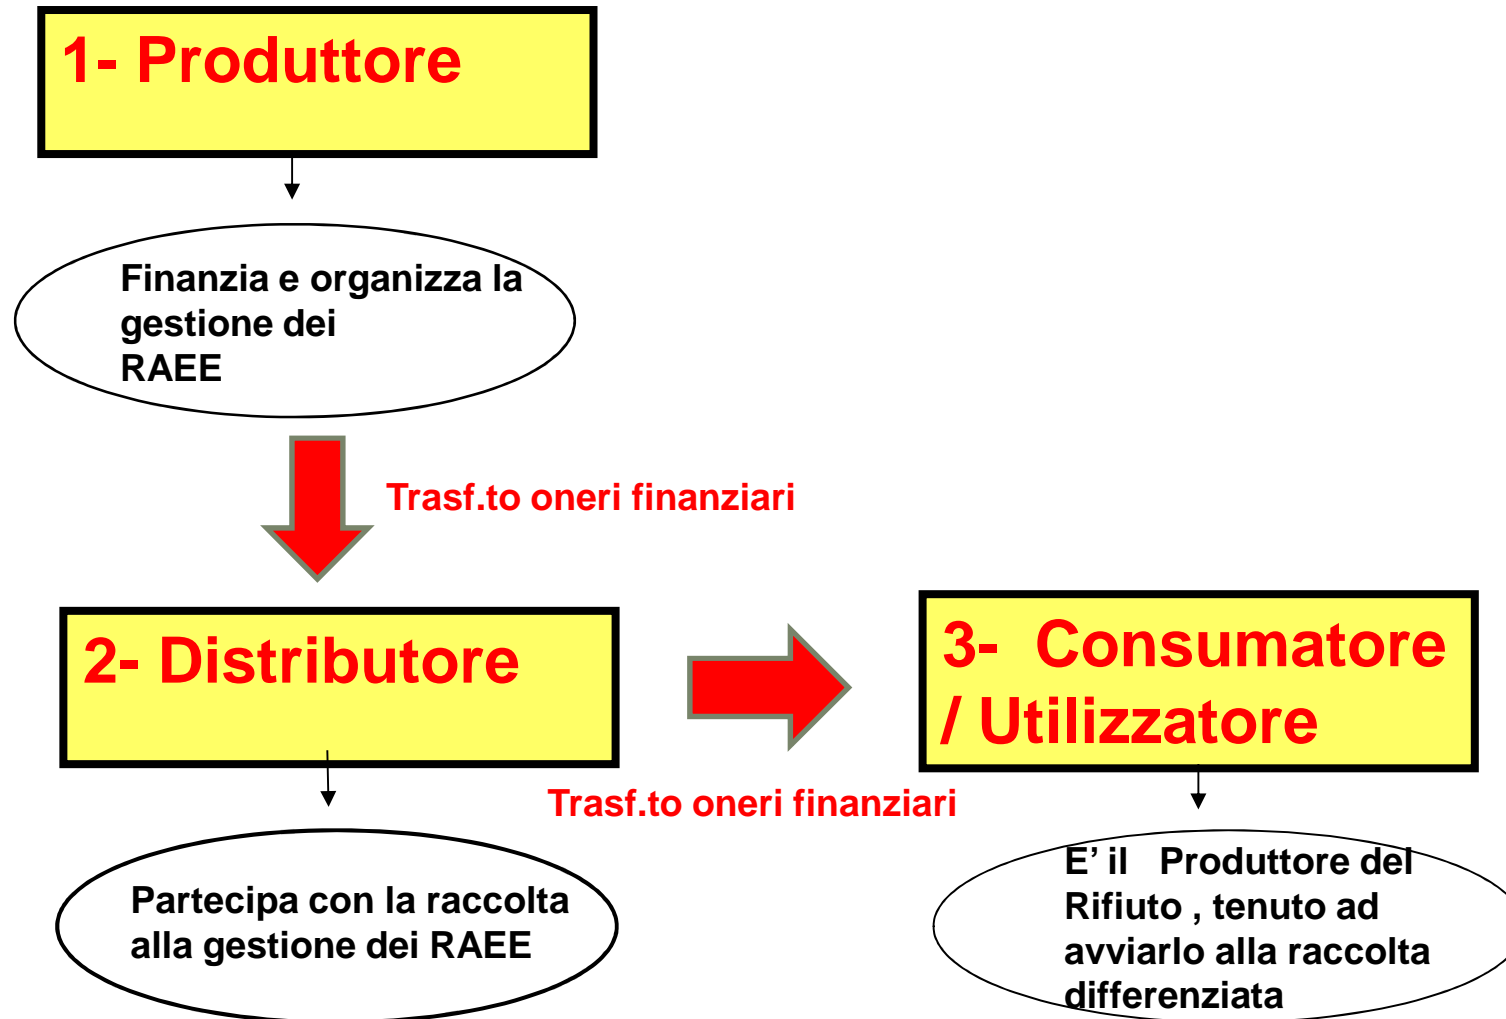 1- Produttore
Finanzia e organizza la
gestione dei
RAEE
Trasf.to oneri finanziari
2- Distributore
3- Consumatore
/ Utilizzatore
Trasf.to oneri finanziari
Partecipa con la raccolta
alla gestione dei RAEE
E’ il Produttore del
Rifiuto , tenuto ad
avviarlo alla raccolta
differenziata